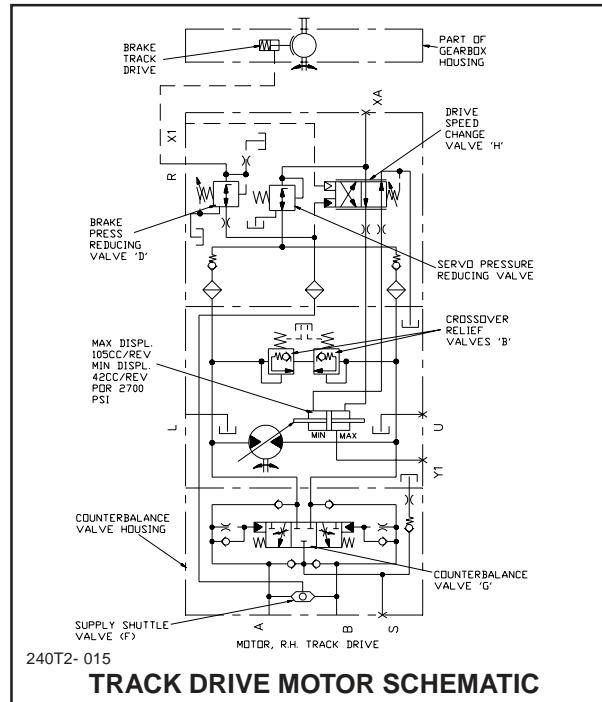 BRAKE
TRACK
DRIVE
PART OF
GEARBOX
HOUSING
XA
DRIVE
SPEED
CHANGE
VALVE 'H'
X1
R
BRAKE
PRESS
REDUCING
VALVE 'D'
SERVO PRESSURE
REDUCING VALVE
CROSSOVER
RELIEF
VALVES 'B'
MAX DISPL.
105CC/REV
MIN DISPL.
42CC/REV
POR 2700
PSI
L
MIN
MAX
U
Y1
COUNTERBALANCE
VALVE HOUSING
COUNTERBALANCE
VALVE 'G'
SUPPLY SHUTTLE
VALVE (F)
A
B
S
MOTOR, R.H. TRACK DRIVE
240T2- 015
TRACK DRIVE MOTOR SCHEMATIC